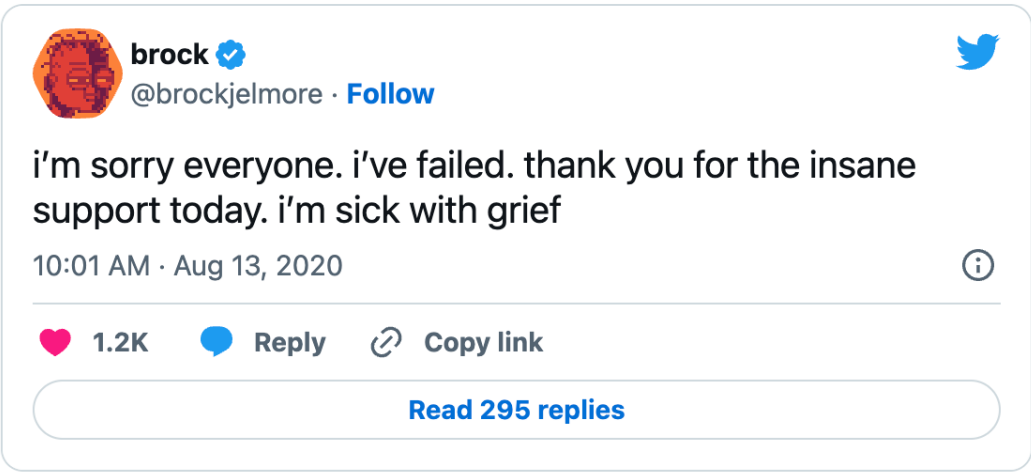 brock
@brockjelmore · Follow
i’m sorry everyone. i’ve failed. thank you for the insane
support today. i’m sick with grief
10:01 AM · Aug 13, 2020
1.2K Reply Copy link
Read 295 replies